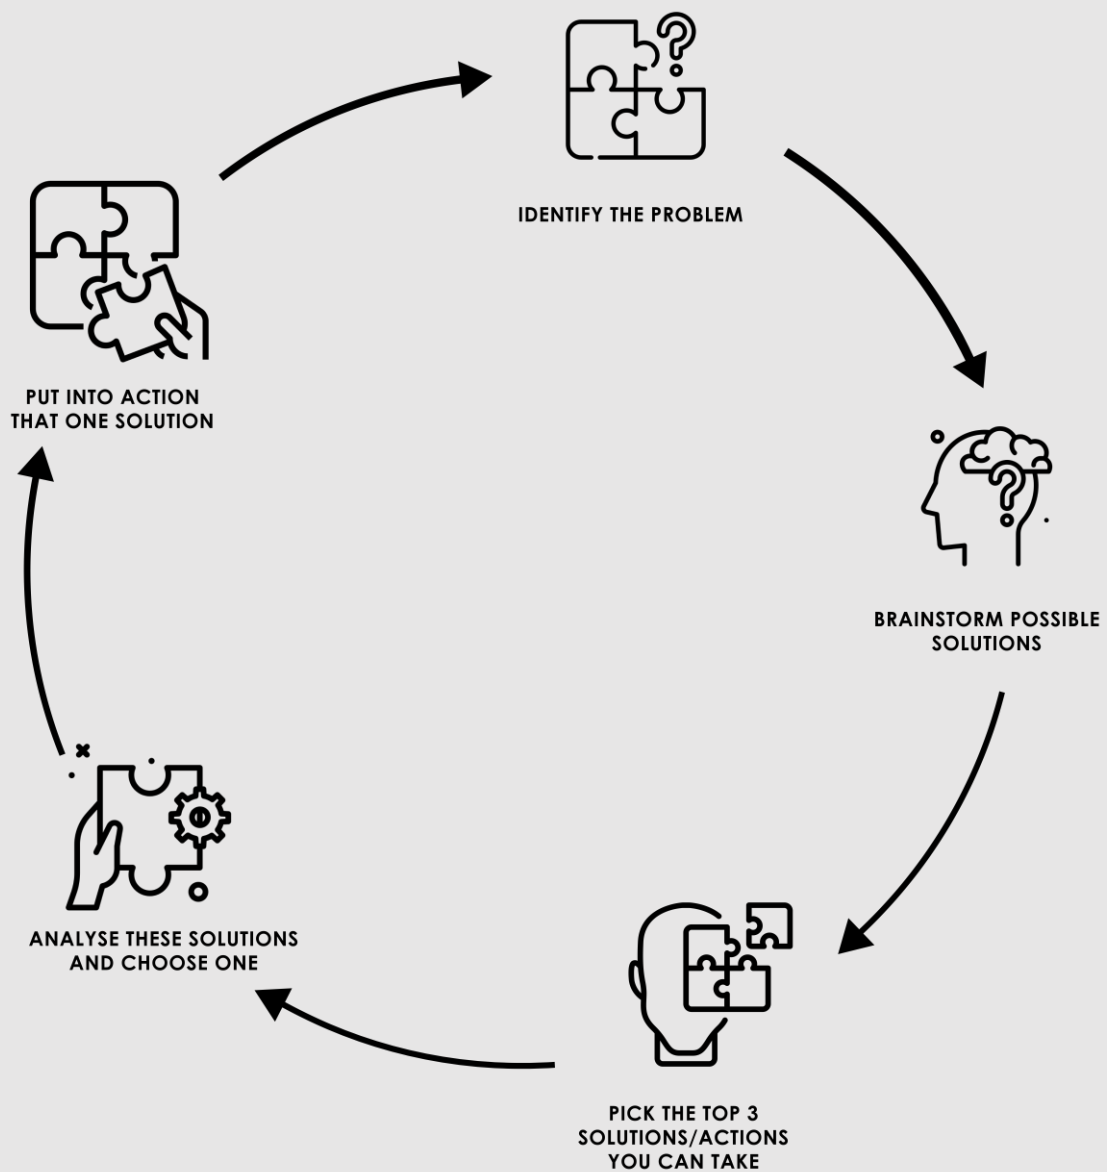 IDENTIFY THE PROBLEM
BRAINSTORM POSSIBLE
SOLUTIONS
PICK THE TOP 3
SOLUTIONS/ACTIONS
YOU CAN TAKE
ANALYSE THESE SOLUTIONS
AND CHOOSE ONE
PUT INTO ACTION
THAT ONE SOLUTION